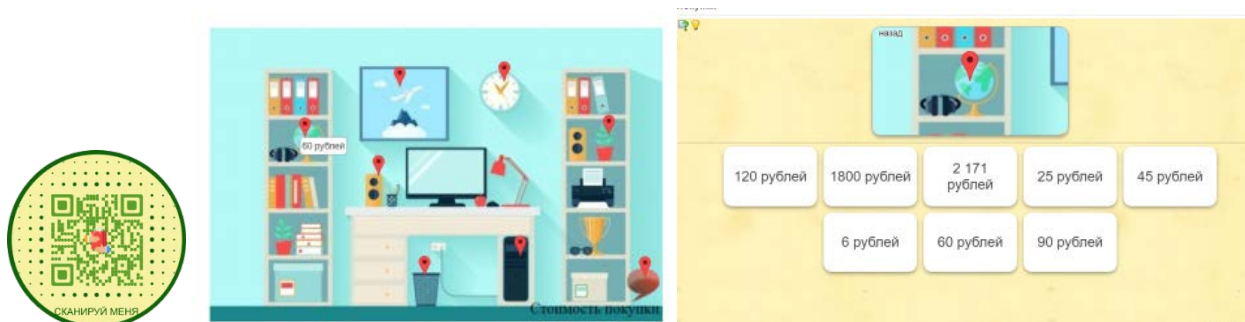 СКАНИРУЙ МЕНЯ
60 рублей
Стоимость покупки
назад
120 рублей
1800 рублей
2 171
рублей
25 рублей
45 рублей
6 рублей
60 рублей
90 рублей